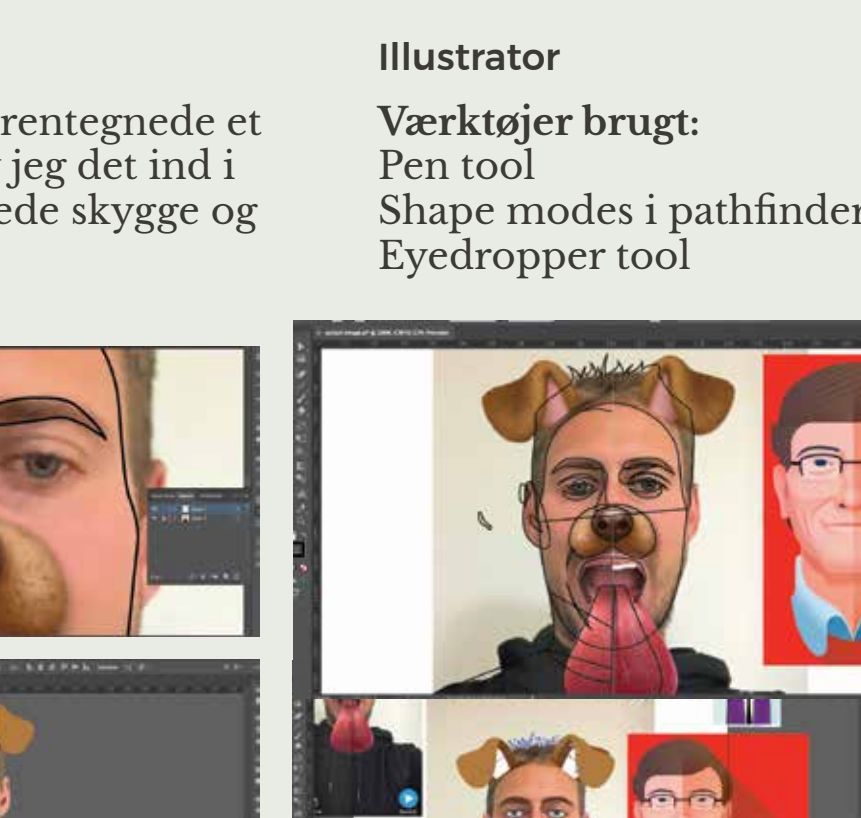 rentegnede et
jeg det ind i
ede skygge og
Illustrator
Værktøjer brugt:
Pen tool
Shape modes i pathfinder
Eyedropper tool